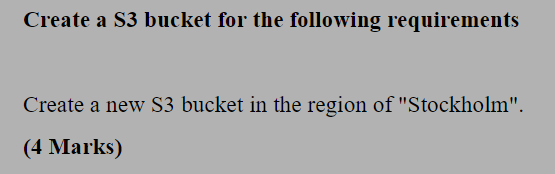 Create a S3 bucket for the following requirements
Create a new S3 bucket in the region of "Stockholm".
(4 Marks)